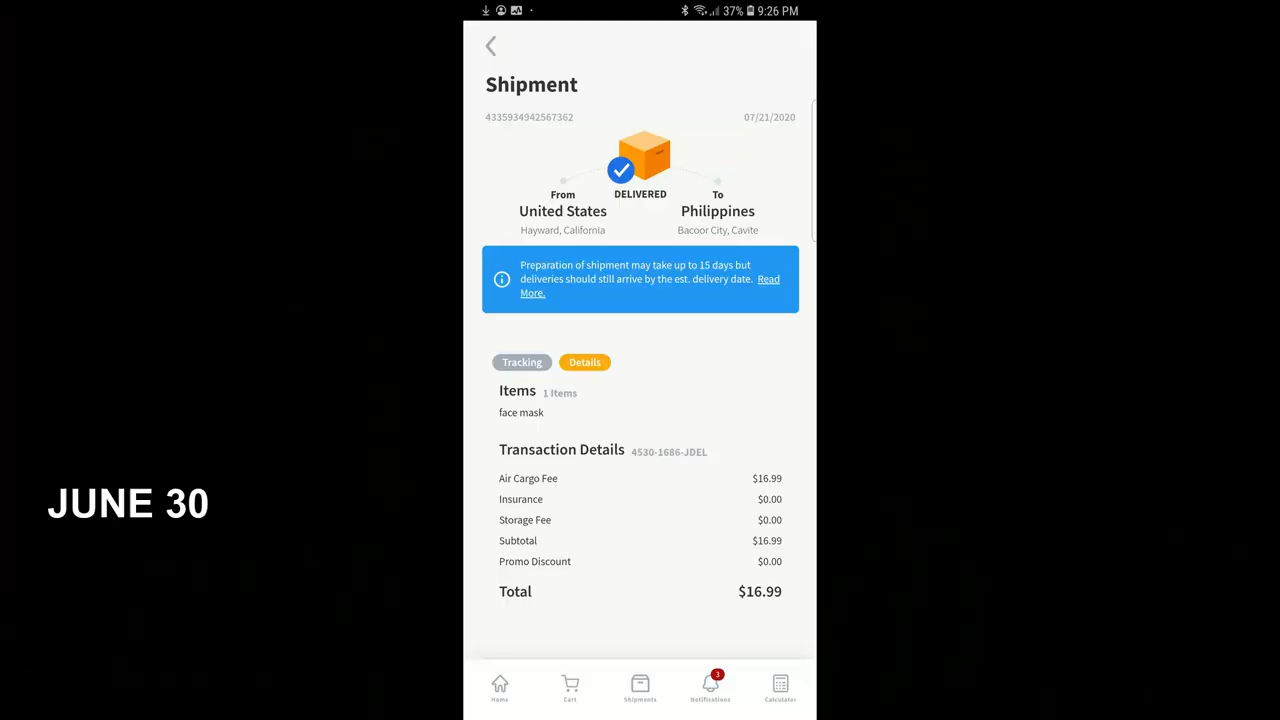 37% 9:26 PM
Shipment
4335934942567362 07/21/2020
From DELIVERED To
United States Philippines
Hayward, California Bacoor City, Cavite
Preparation of shipment may take up to 15 days but
deliveries should still arrive by the est. delivery date. Read
More.
Tracking Details
Items 1 Items
face mask
Transaction Details 4530-1686-JDEL
Air Cargo Fee $16.99
Insurance $0.00
Storage Fee $0.00
JUNE 30
Subtotal $16.99
Promo Discount $0.00
Total $16.99
3
Home Cart Shipments Notifications Calculator